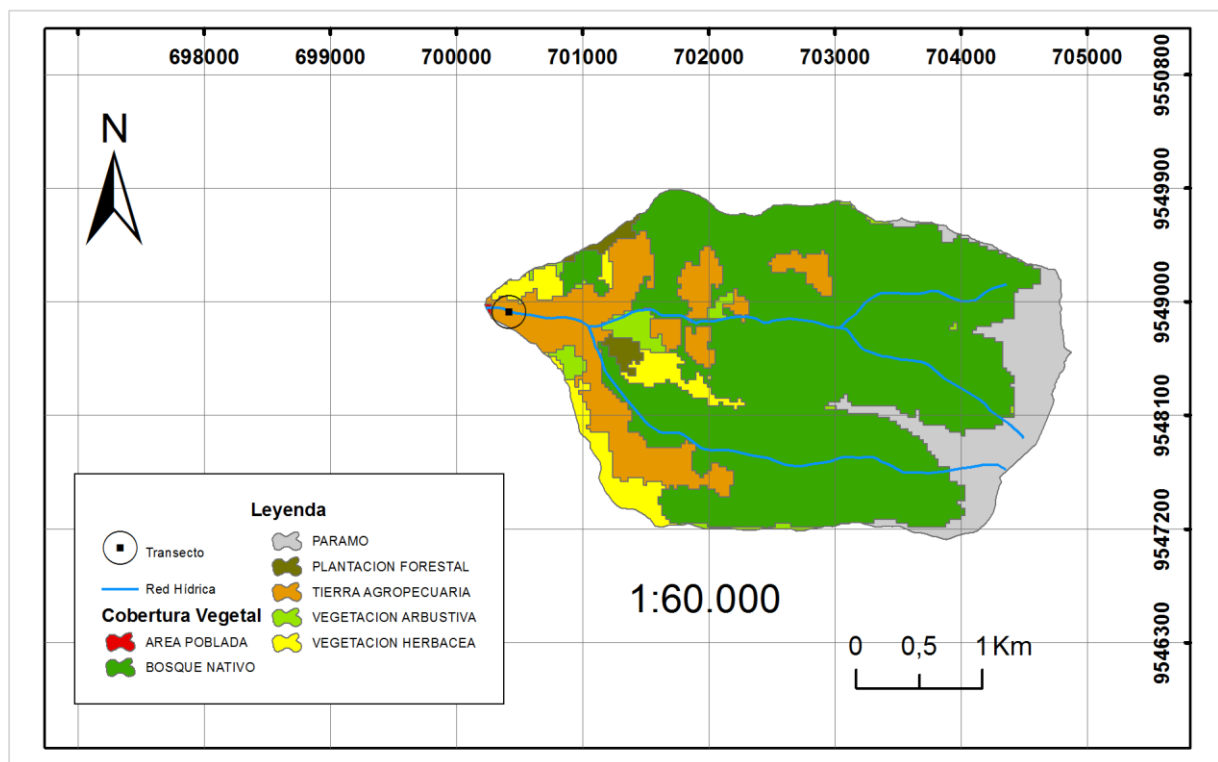 698000 699000 700000 701000 702000 703000 704000 705000
9550800
9549900
9549000
9548100
9547200
9546300
N
Leyenda
Transecto
Red Hídrica
Cobertura Vegetal
AREA POBLADA
BOSQUE NATIVO
PARAMO
PLANTACION FORESTAL
TIERRA AGROPECUARIA
VEGETACION ARBUSTIVA
VEGETACION HERBACEA
1:60.000
0 0,5 1 Km